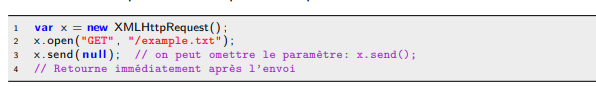 1 var x = new XMLHttpRequest();
2 x.open("GET", "/example.txt");
3 x.send(null); // on peut omettre le paramètre: x.send();
4 // Retourne immédiatement après l'envoi